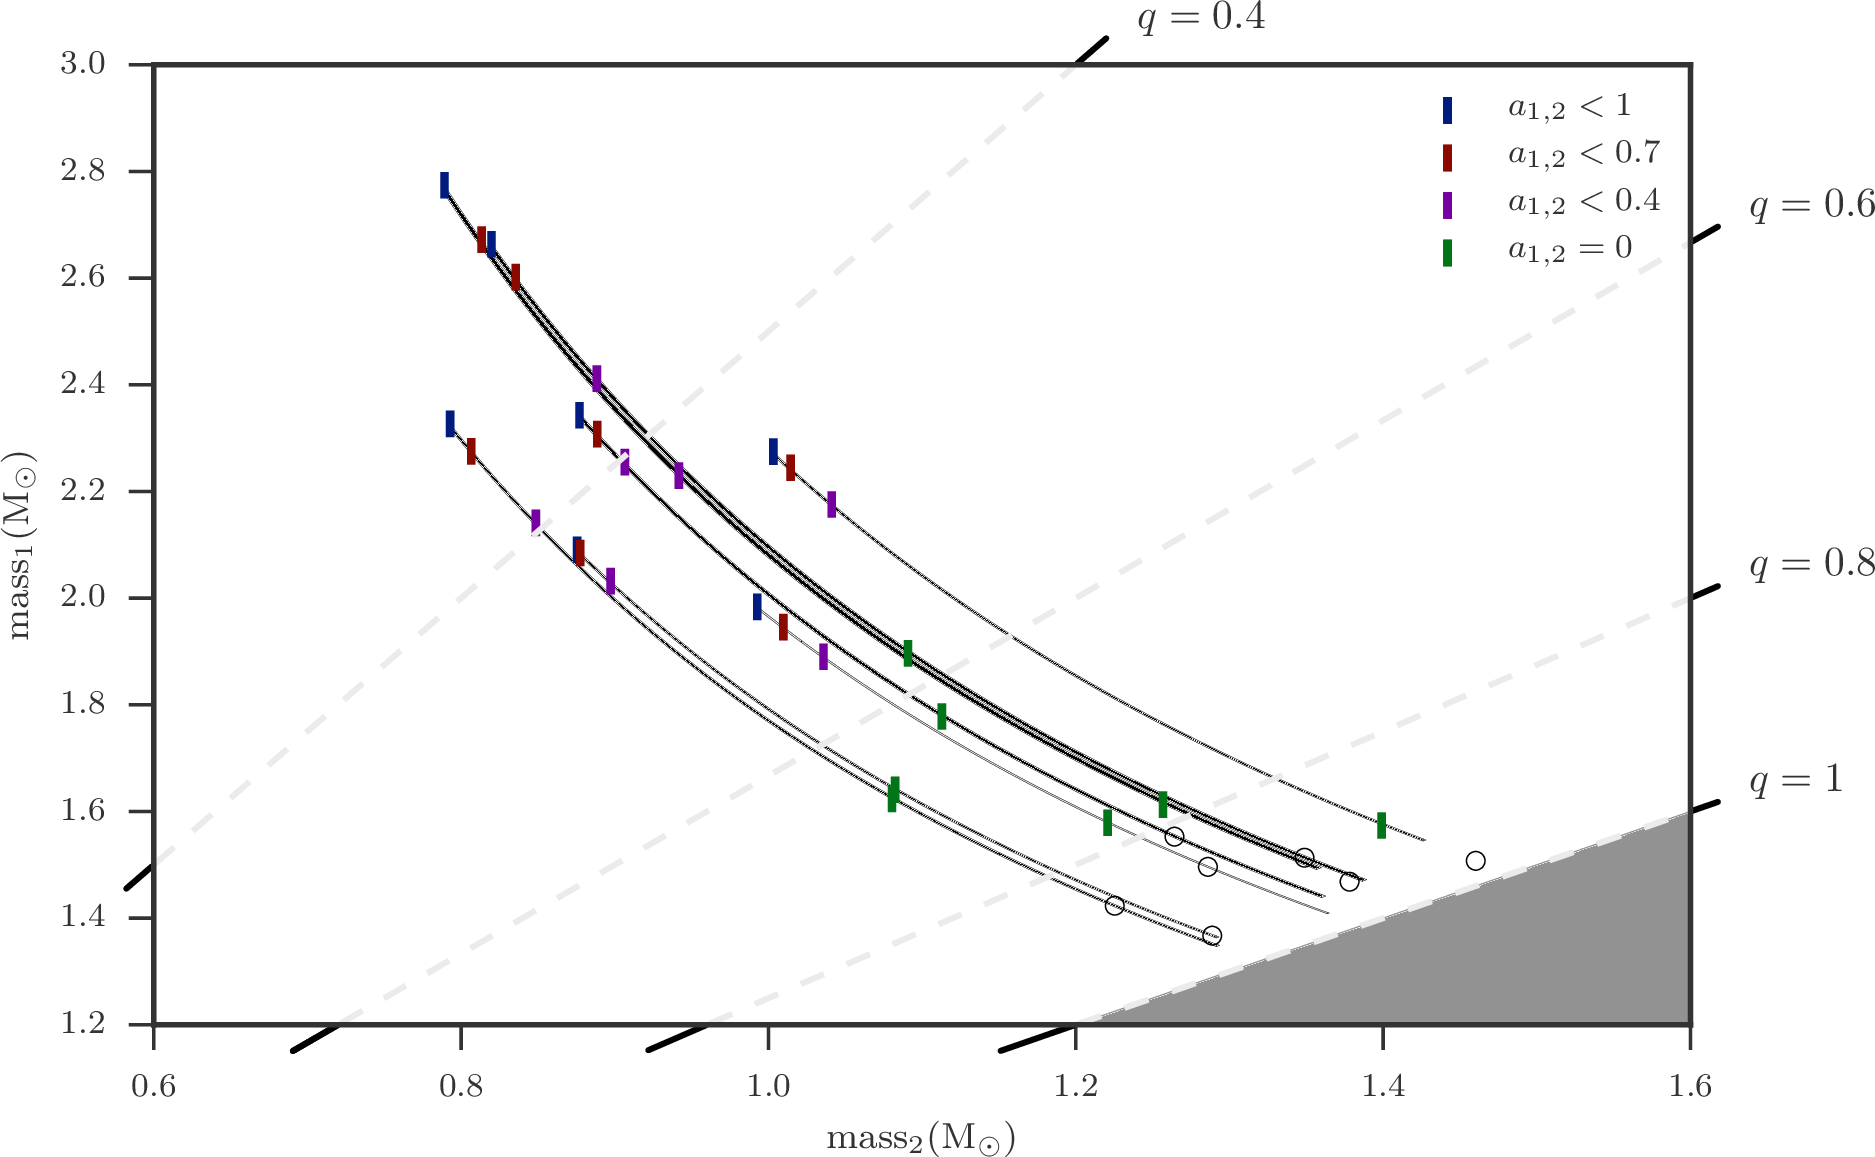 q = 0.4
3.0
a₁,₂ < 1
a₁,₂ < 0.7
2.8
a₁,₂ < 0.4
q = 0.6
a₁,₂ = 0
2.6
2.4
2.2
mass₁(M⊙)
q = 0.8
2.0
1.8
q = 1
1.6
1.4
1.2
0.6 0.8 1.0 1.2 1.4 1.6
mass₂(M⊙)